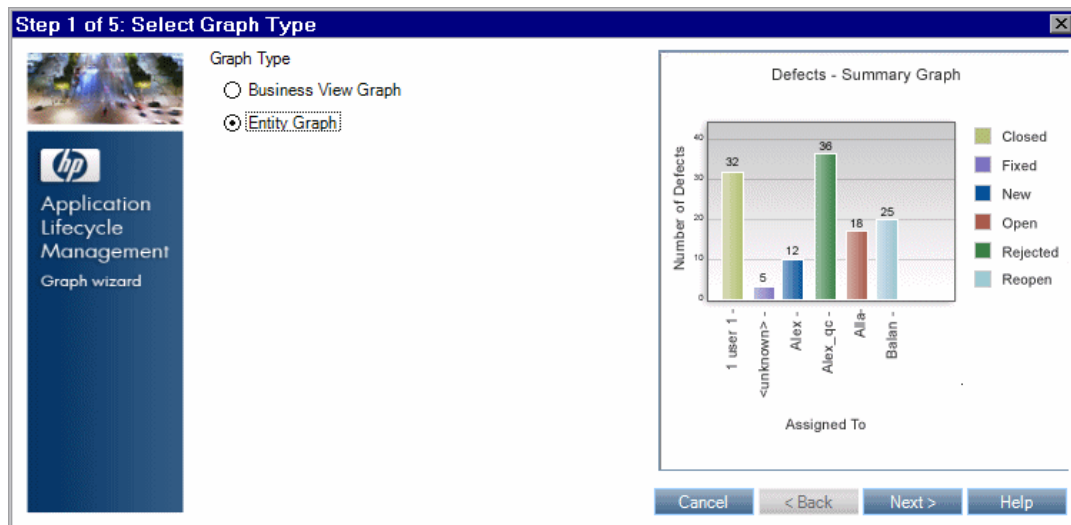 Step 1 of 5: Select Graph Type
Graph Type
Business View Graph
Entity Graph
hp
Application
Lifecycle
Management
Graph wizard
Defects - Summary Graph
Number of Defects
40
30
20
10
0
32
5
12
36
18
25
1 user 1 -
<unknown> -
Alex -
Alex_qc -
Alla-
Balan -
Assigned To
Closed
Fixed
New
Open
Rejected
Reopen
Cancel
< Back
Next >
Help